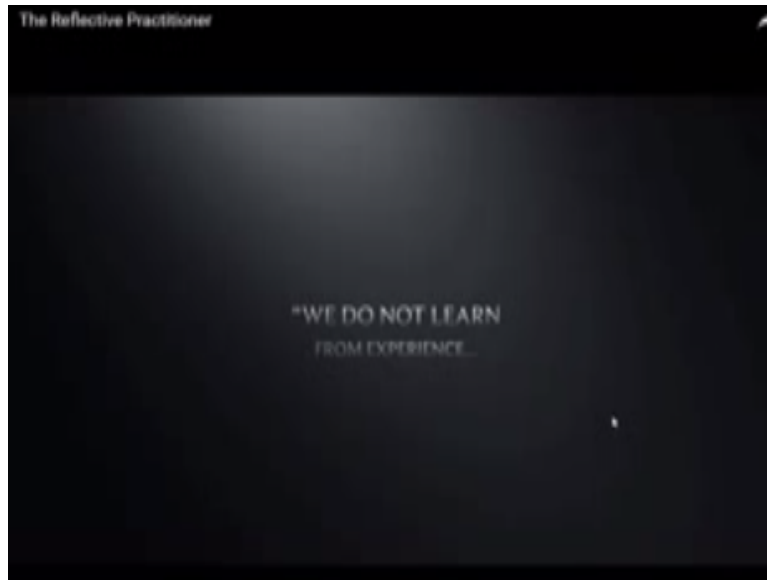 The Reflective Practitioner
"WE DO NOT LEARN
FROM EXPERIENCE...